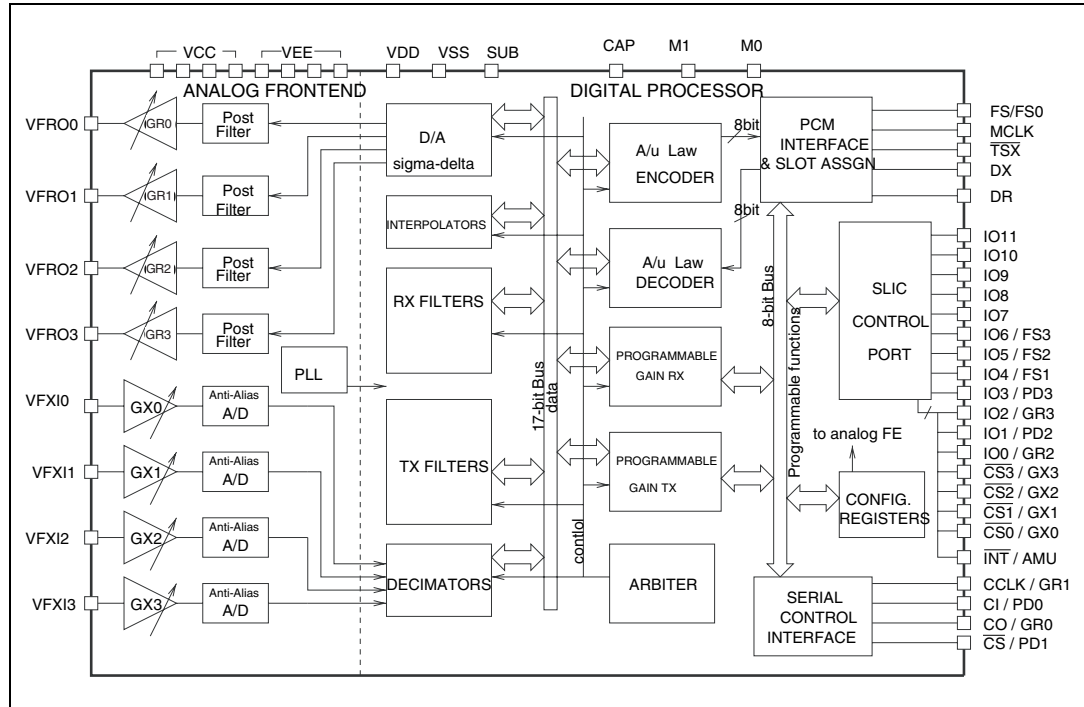 VCC
VEE
VDD
VSS
SUB
CAP
M1
M0
ANALOG FRONTEND
DIGITAL PROCESSOR
VFRO0
GR0
Post
Filter
VFRO1
GR1
Post
Filter
VFRO2
GR2
Post
Filter
VFRO3
GR3
Post
Filter
PLL
VFXI0
GX0
Anti-Alias
A/D
VFXI1
GX1
Anti-Alias
A/D
VFXI2
GX2
Anti-Alias
A/D
VFXI3
GX3
Anti-Alias
A/D
D/A
sigma-delta
INTERPOLATORS
RX FILTERS
TX FILTERS
DECIMATORS
17-bit Bus
data
contlol
A/u Law
ENCODER
A/u Law
DECODER
PROGRAMMABLE
GAIN RX
PROGRAMMABLE
GAIN TX
ARBITER
8bit
8bit
PCM
INTERFACE
& SLOT ASSGN
8-bit Bus
Programmable functions
SLIC
CONTROL
PORT
to analog FE
CONFIG.
REGISTERS
SERIAL
CONTROL
INTERFACE
FS/FS0
MCLK
TSX
DX
DR
IO11
IO10
IO9
IO8
IO7
IO6 / FS3
IO5 / FS2
IO4 / FS1
IO3 / PD3
IO2 / GR3
IO1 / PD2
IO0 / GR2
CS3 / GX3
CS2 / GX2
CS1 / GX1
CS0 / GX0
INT / AMU
CCLK / GR1
CI / PD0
CO / GR0
CS / PD1